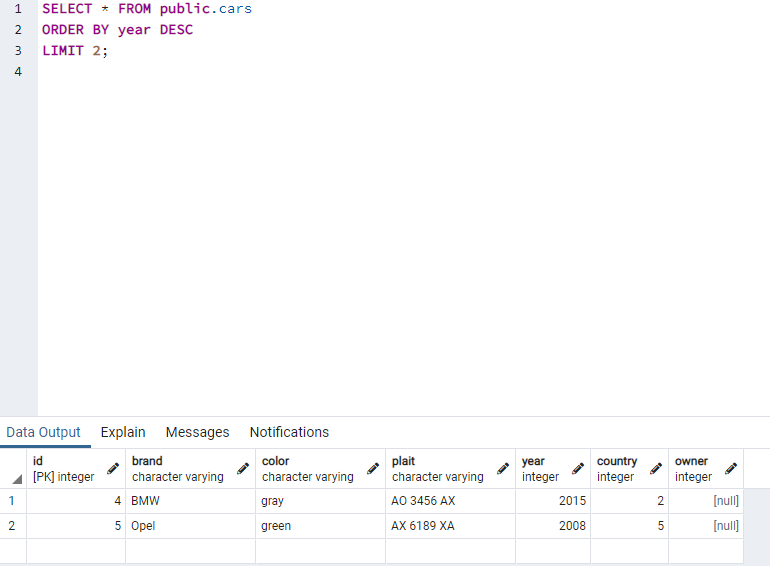 1 SELECT * FROM public.cars
2 ORDER BY year DESC
3 LIMIT 2;
4
Data Output Explain Messages Notifications
id brand color plait year country owner
[PK] integer character varying character varying character varying integer integer integer
1 4 BMW gray AO 3456 AX 2015 2 [null]
2 5 Opel green AX 6189 XA 2008 5 [null]